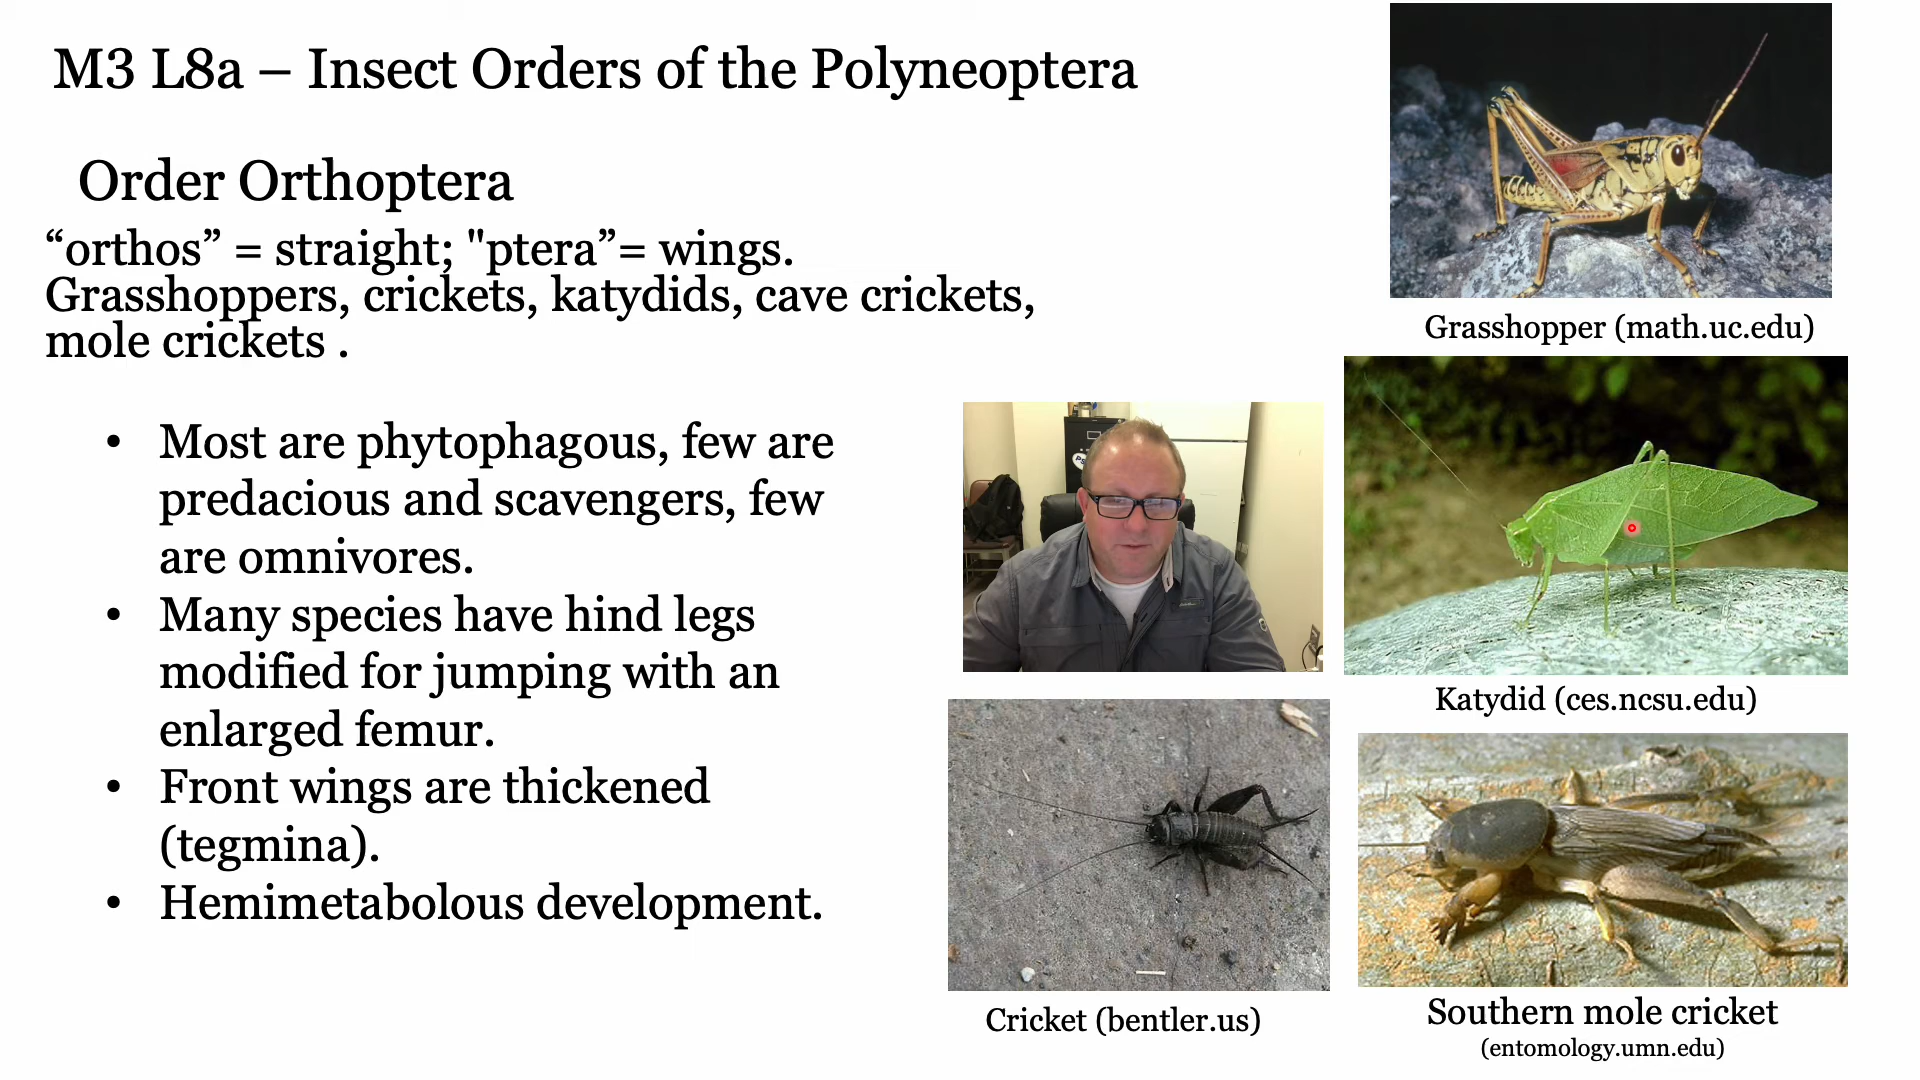 M3 L8a – Insect Orders of the Polyneoptera
Order Orthoptera
“orthos” = straight; "ptera”= wings.
Grasshoppers, crickets, katydids, cave crickets,
mole crickets .
• Most are phytophagous, few are
predacious and scavengers, few
are omnivores.
• Many species have hind legs
modified for jumping with an
enlarged femur.
• Front wings are thickened
(tegmina).
• Hemimetabolous development.
Grasshopper (math.uc.edu)
Katydid (ces.ncsu.edu)
Cricket (bentler.us)
Southern mole cricket
(entomology.umn.edu)